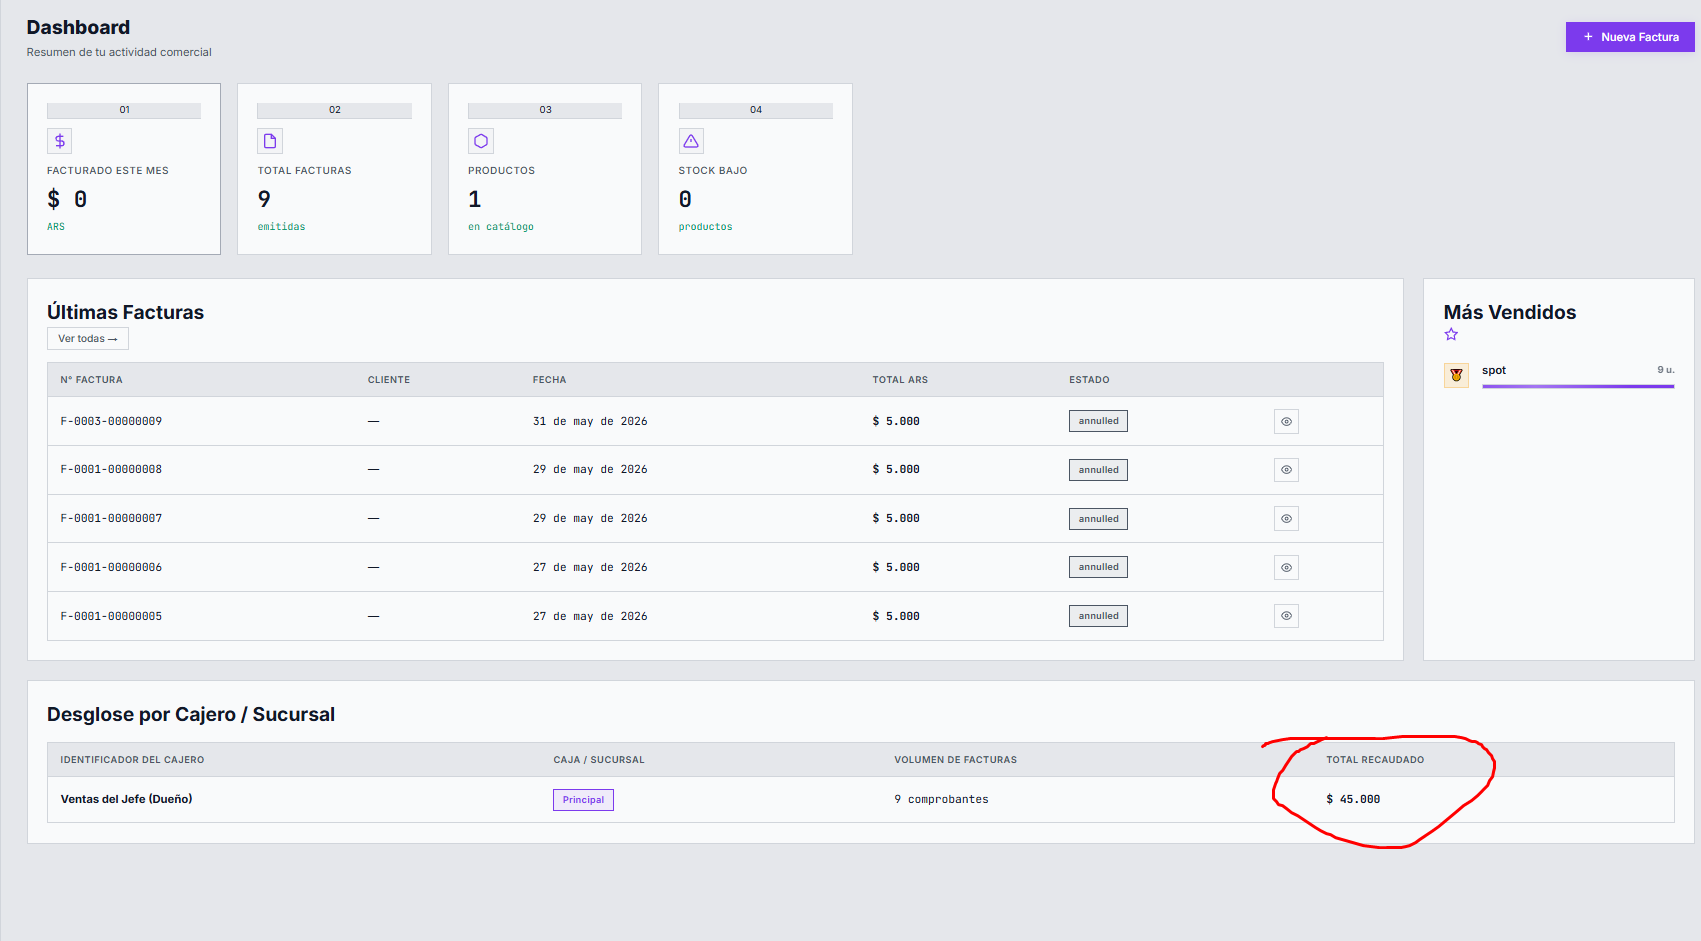 Dashboard
Resumen de tu actividad comercial
+ Nueva Factura
01
FACTURADO ESTE MES
$ 0
ARS
02
TOTAL FACTURAS
9
emitidas
03
PRODUCTOS
1
en catálogo
04
STOCK BAJO
0
productos
Últimas Facturas
Ver todas →
N° FACTURA CLIENTE FECHA TOTAL ARS ESTADO
F-0003-00000009 — 31 de may de 2026 $ 5.000 annulled
F-0001-00000008 — 29 de may de 2026 $ 5.000 annulled
F-0001-00000007 — 29 de may de 2026 $ 5.000 annulled
F-0001-00000006 — 27 de may de 2026 $ 5.000 annulled
F-0001-00000005 — 27 de may de 2026 $ 5.000 annulled
Más Vendidos
spot 9 u.
Desglose por Cajero / Sucursal
IDENTIFICADOR DEL CAJERO CAJA / SUCURSAL VOLUMEN DE FACTURAS TOTAL RECAUDADO
Ventas del Jefe (Dueño) Principal 9 comprobantes $ 45.000